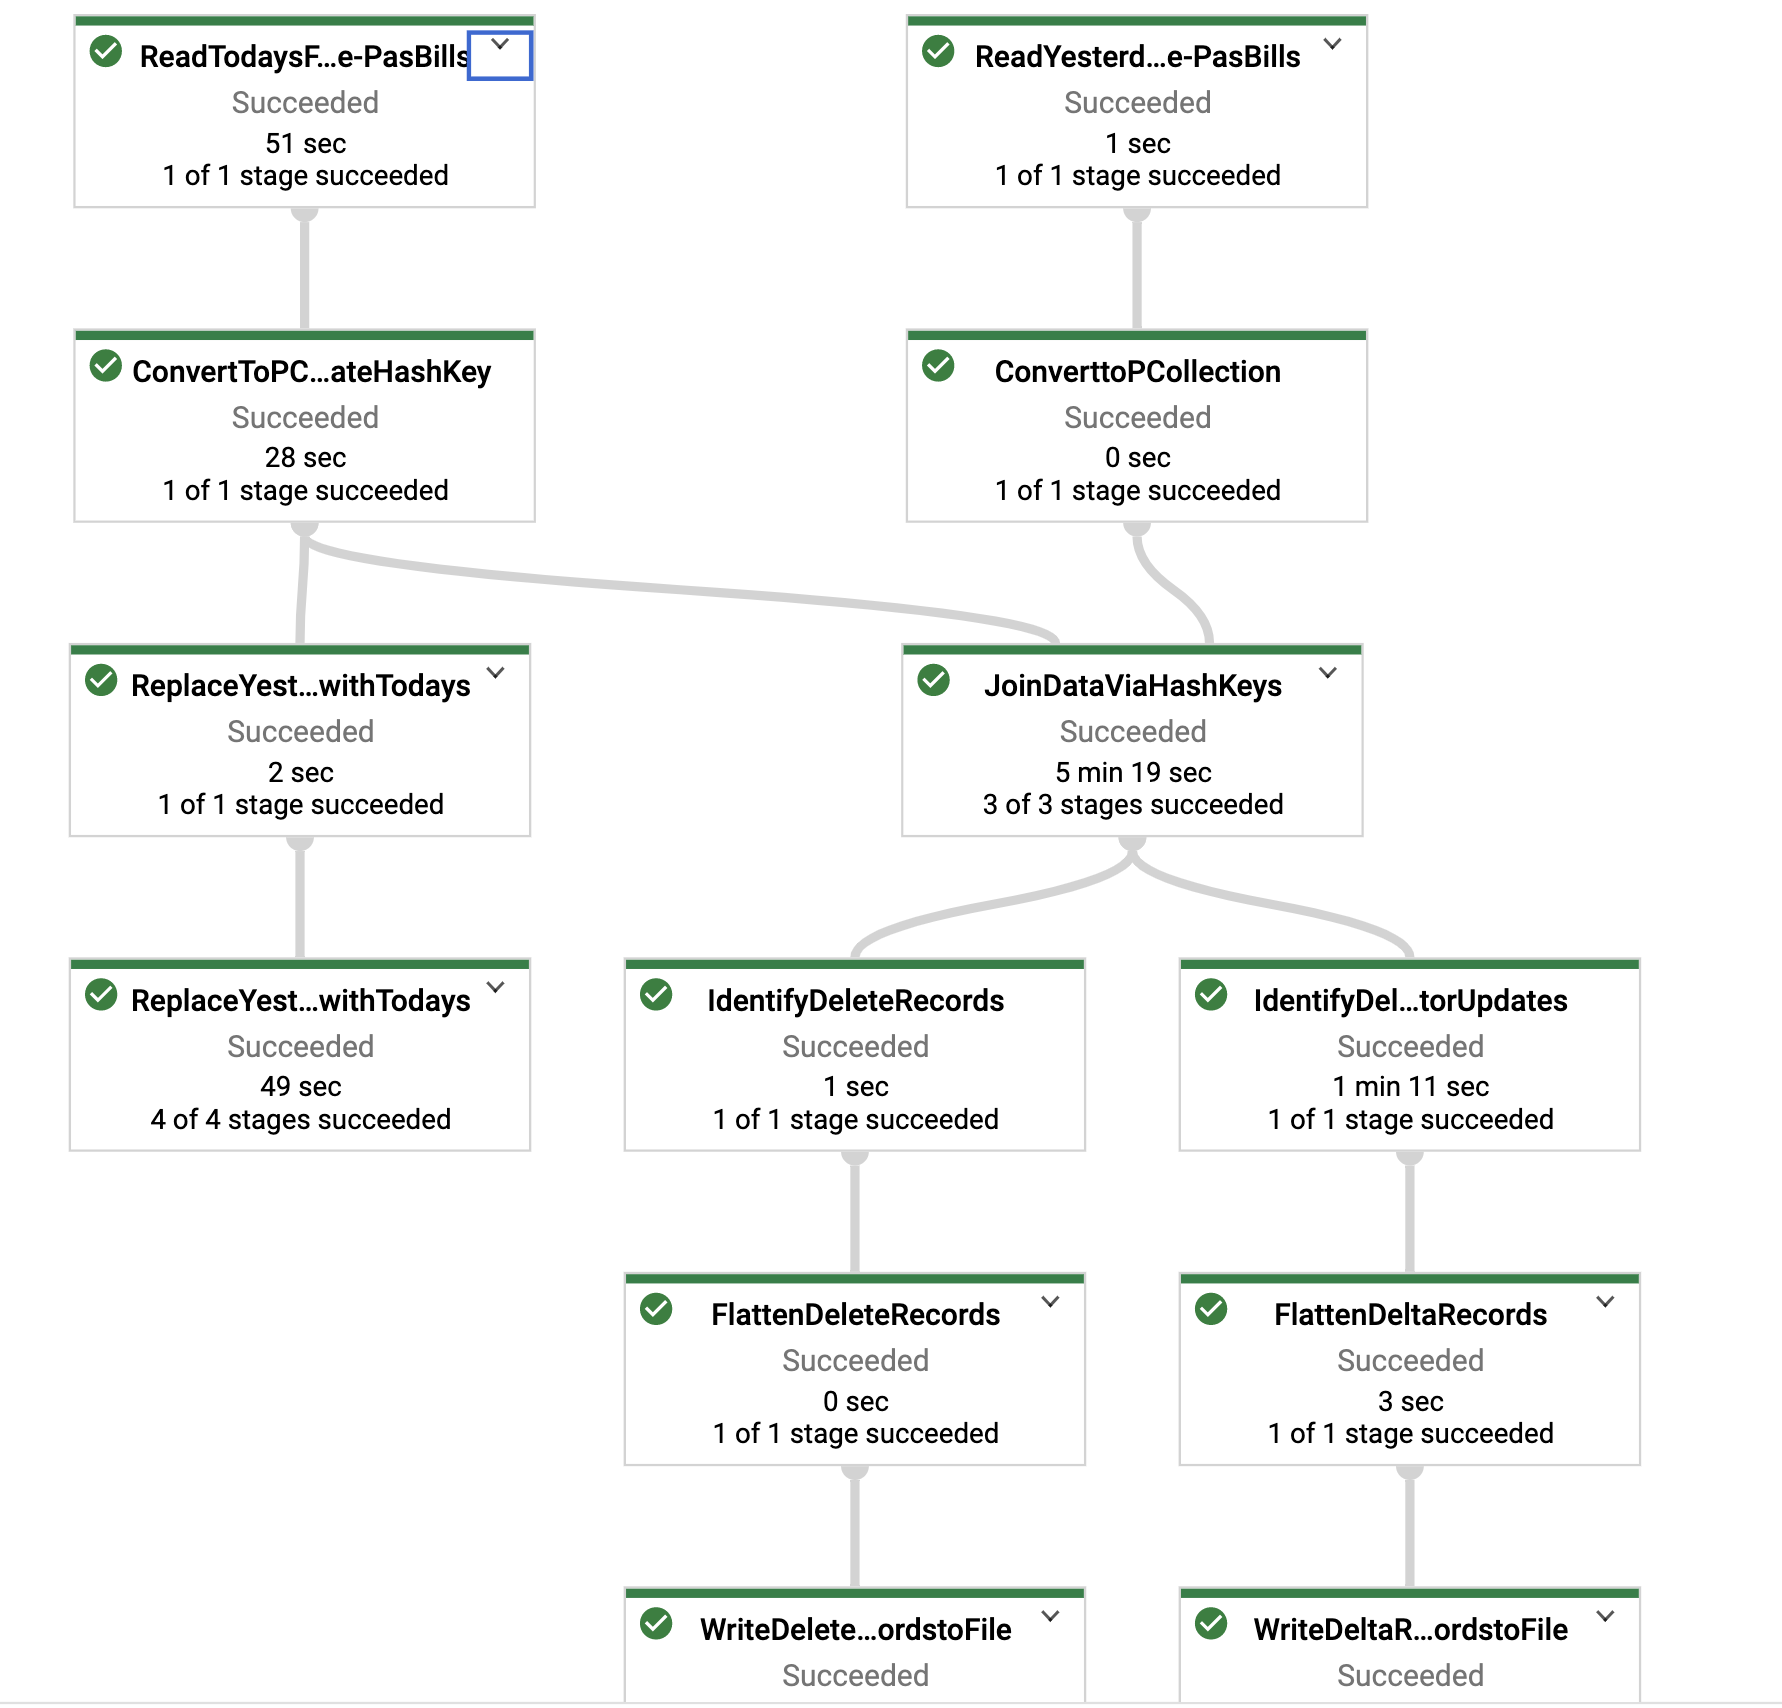 ReadTodaysF...e-PasBills
Succeeded
51 sec
1 of 1 stage succeeded
ReadYesterd...e-PasBills
Succeeded
1 sec
1 of 1 stage succeeded
ConvertToPC...ateHashKey
Succeeded
28 sec
1 of 1 stage succeeded
ConverttoPCollection
Succeeded
0 sec
1 of 1 stage succeeded
ReplaceYest...withTodays
Succeeded
2 sec
1 of 1 stage succeeded
JoinDataViaHashKeys
Succeeded
5 min 19 sec
3 of 3 stages succeeded
ReplaceYest...withTodays
Succeeded
49 sec
4 of 4 stages succeeded
IdentifyDeleteRecords
Succeeded
1 sec
1 of 1 stage succeeded
IdentifyDel...torUpdates
Succeeded
1 min 11 sec
1 of 1 stage succeeded
FlattenDeleteRecords
Succeeded
0 sec
1 of 1 stage succeeded
FlattenDeltaRecords
Succeeded
3 sec
1 of 1 stage succeeded
WriteDelete...ordstoFile
Succeeded
WriteDeltaR...ordstoFile
Succeeded